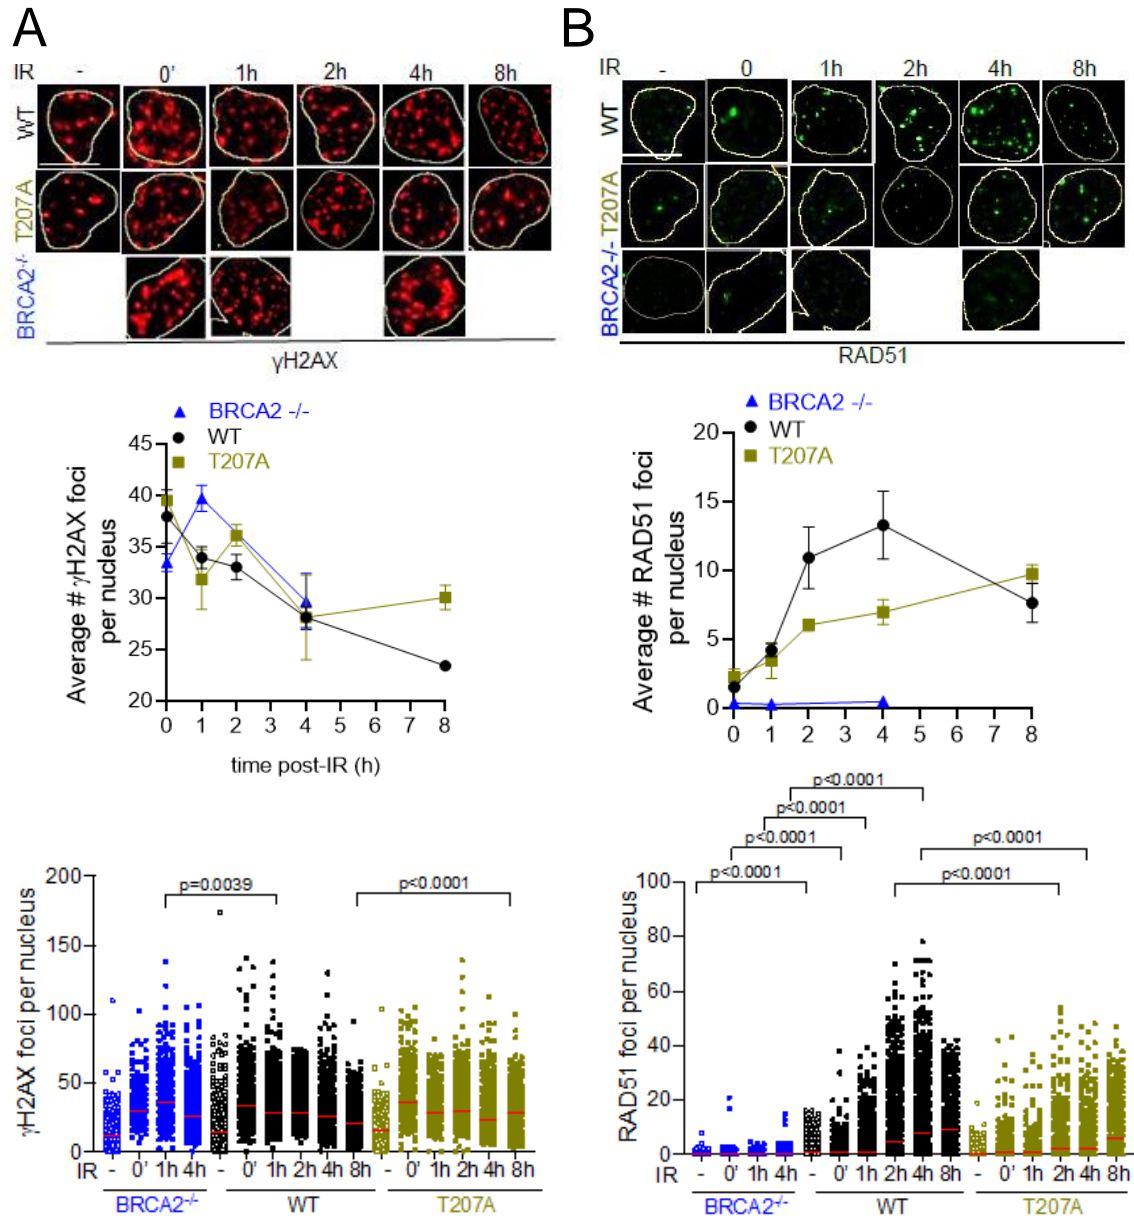 A
IR - 0' 1h 2h 4h 8h
WT
T207A
BRCA2-/-
γH2AX
BRCA2 -/-
WT
T207A
Average # γH2AX foci
per nucleus
45
40
35
30
25
20
0 1 2 3 4 5 6 7 8
time post-IR (h)
p=0.0039
p<0.0001
γH2AX foci per nucleus
200
150
100
50
0
IR - 0' 1h 4h - 0' 1h 2h 4h 8h - 0' 1h 2h 4h 8h
BRCA2-/- WT T207A
B
IR - 0 1h 2h 4h 8h
WT
T207A
BRCA2-/-
RAD51
BRCA2 -/-
WT
T207A
Average # RAD51 foci
per nucleus
20
15
10
5
0
0 1 2 3 4 5 6 7 8
p<0.0001
p<0.0001
p<0.0001
p<0.0001
p<0.0001
p<0.0001
RAD51 foci per nucleus
100
80
60
40
20
0
IR - 0' 1h 4h - 0' 1h 2h 4h 8h - 0' 1h 2h 4h 8h
BRCA2-/- WT T207A